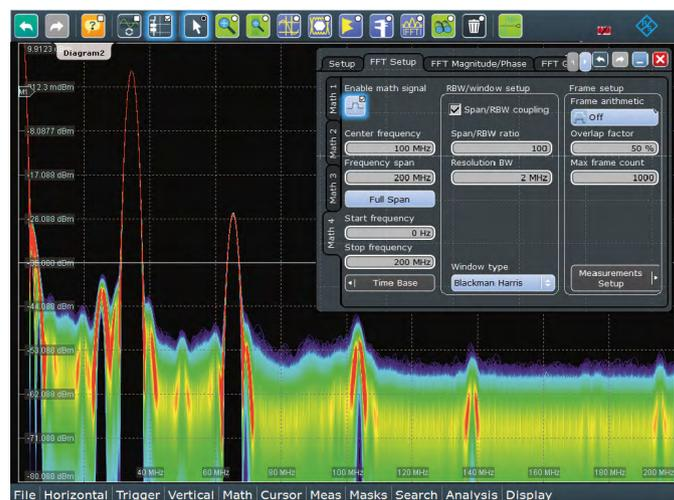 Diagram2
9.9123
M1
-8.0877 dBm
-17.088 dBm
-26.088 dBm
-35.088 dBm
-44.088 dBm
-53.088 dBm
-62.088 dBm
-71.088 dBm
-80.088 dBm
40 MHz
60 MHz
80 MHz
100 MHz
120 MHz
140 MHz
160 MHz
180 MHz
200 MHz
Setup
FFT Setup
FFT Magnitude/Phase
FFT G
Math 1
Math 2
Math 3
Math 4
Enable math signal
Center frequency
100 MHz
Frequency span
200 MHz
Full Span
Start frequency
0 Hz
Stop frequency
200 MHz
Time Base
RBW/window setup
Span/RBW coupling
Span/RBW ratio
100
Resolution BW
2 MHz
Window type
Blackman Harris
Frame setup
Frame arithmetic
Off
Overlap factor
50 %
Max frame count
1000
Measurements
Setup
File Horizontal Trigger Vertical Math Cursor Meas Masks Search Analysis Display